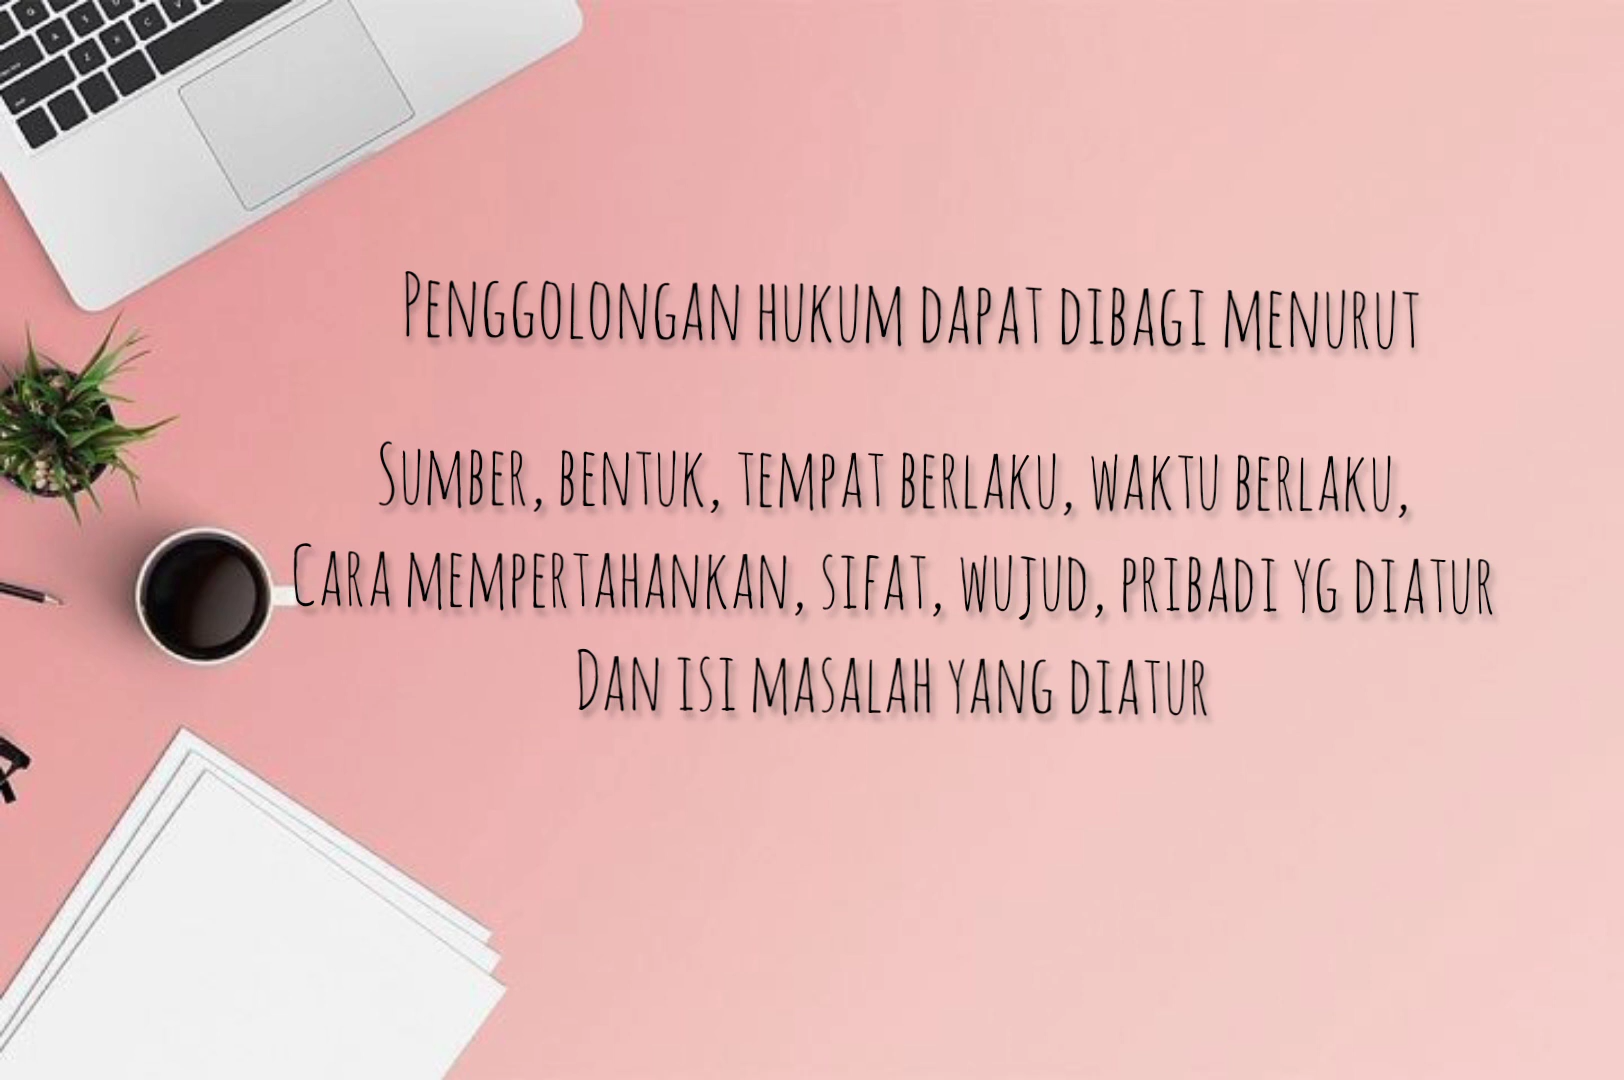 Penggolongan hukum dapat dibagi menurut
Sumber, bentuk, tempat berlaku, waktu berlaku,
Cara mempertahankan, sifat, wujud, pribadi yg diatur
Dan isi masalah yang diatur